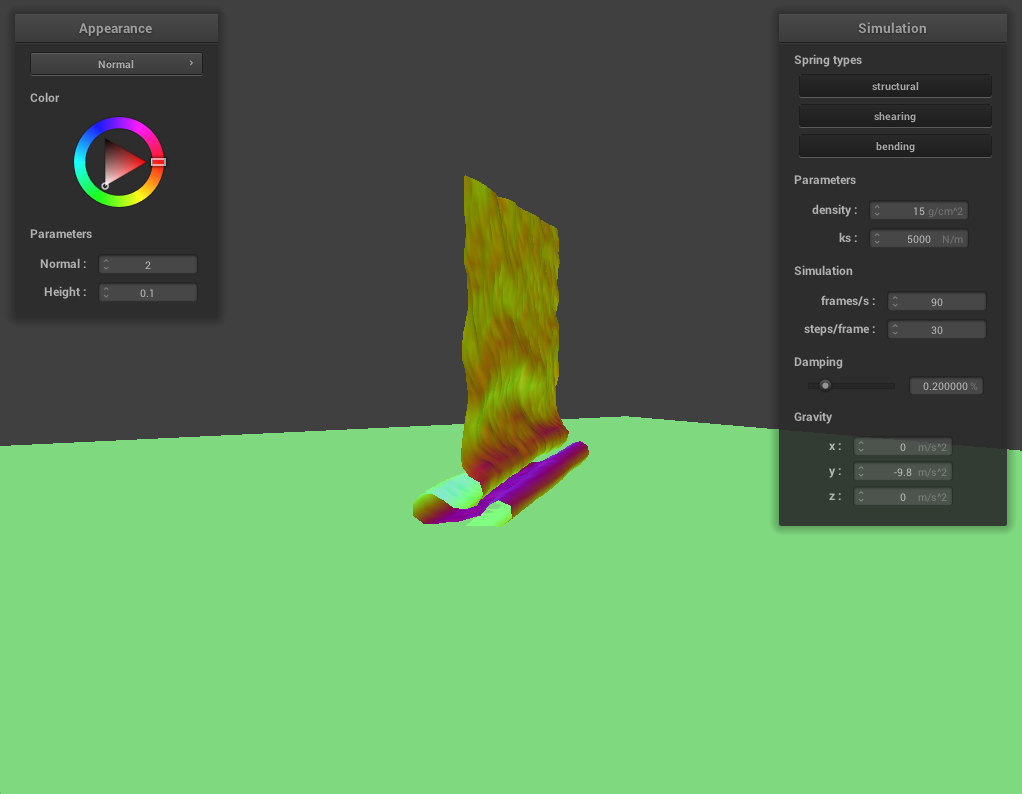 Appearance
Normal
Color
Parameters
Normal : 2
Height : 0.1
Simulation
Spring types
structural
shearing
bending
Parameters
density : 15 g/cm^2
ks : 5000 N/m
Simulation
frames/s : 90
steps/frame : 30
Damping
0.200000 %
Gravity
x : 0 m/s^2
y : -9.8 m/s^2
z : 0 m/s^2